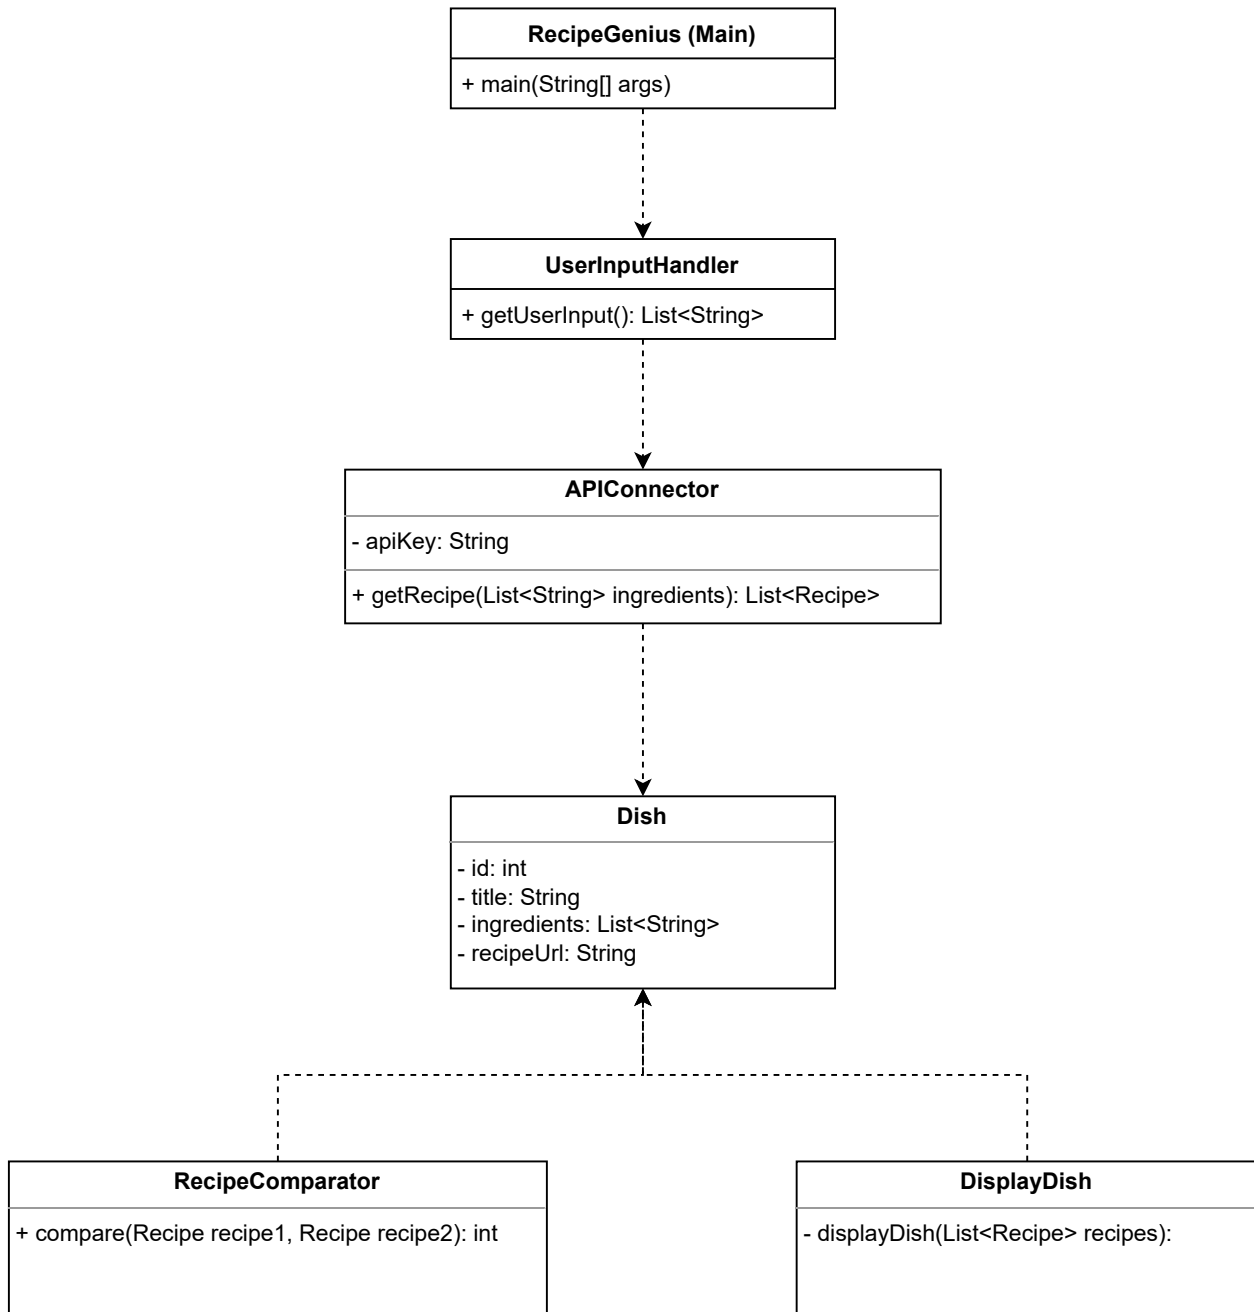 RecipeGenius (Main)
+ main(String[] args)
UserInputHandler
+ getUserInput(): List<String>
APIConnector
- apiKey: String
+ getRecipe(List<String> ingredients): List<Recipe>
Dish
- id: int
- title: String
- ingredients: List<String>
- recipeUrl: String
RecipeComparator
+ compare(Recipe recipe1, Recipe recipe2): int
DisplayDish
- displayDish(List<Recipe> recipes):